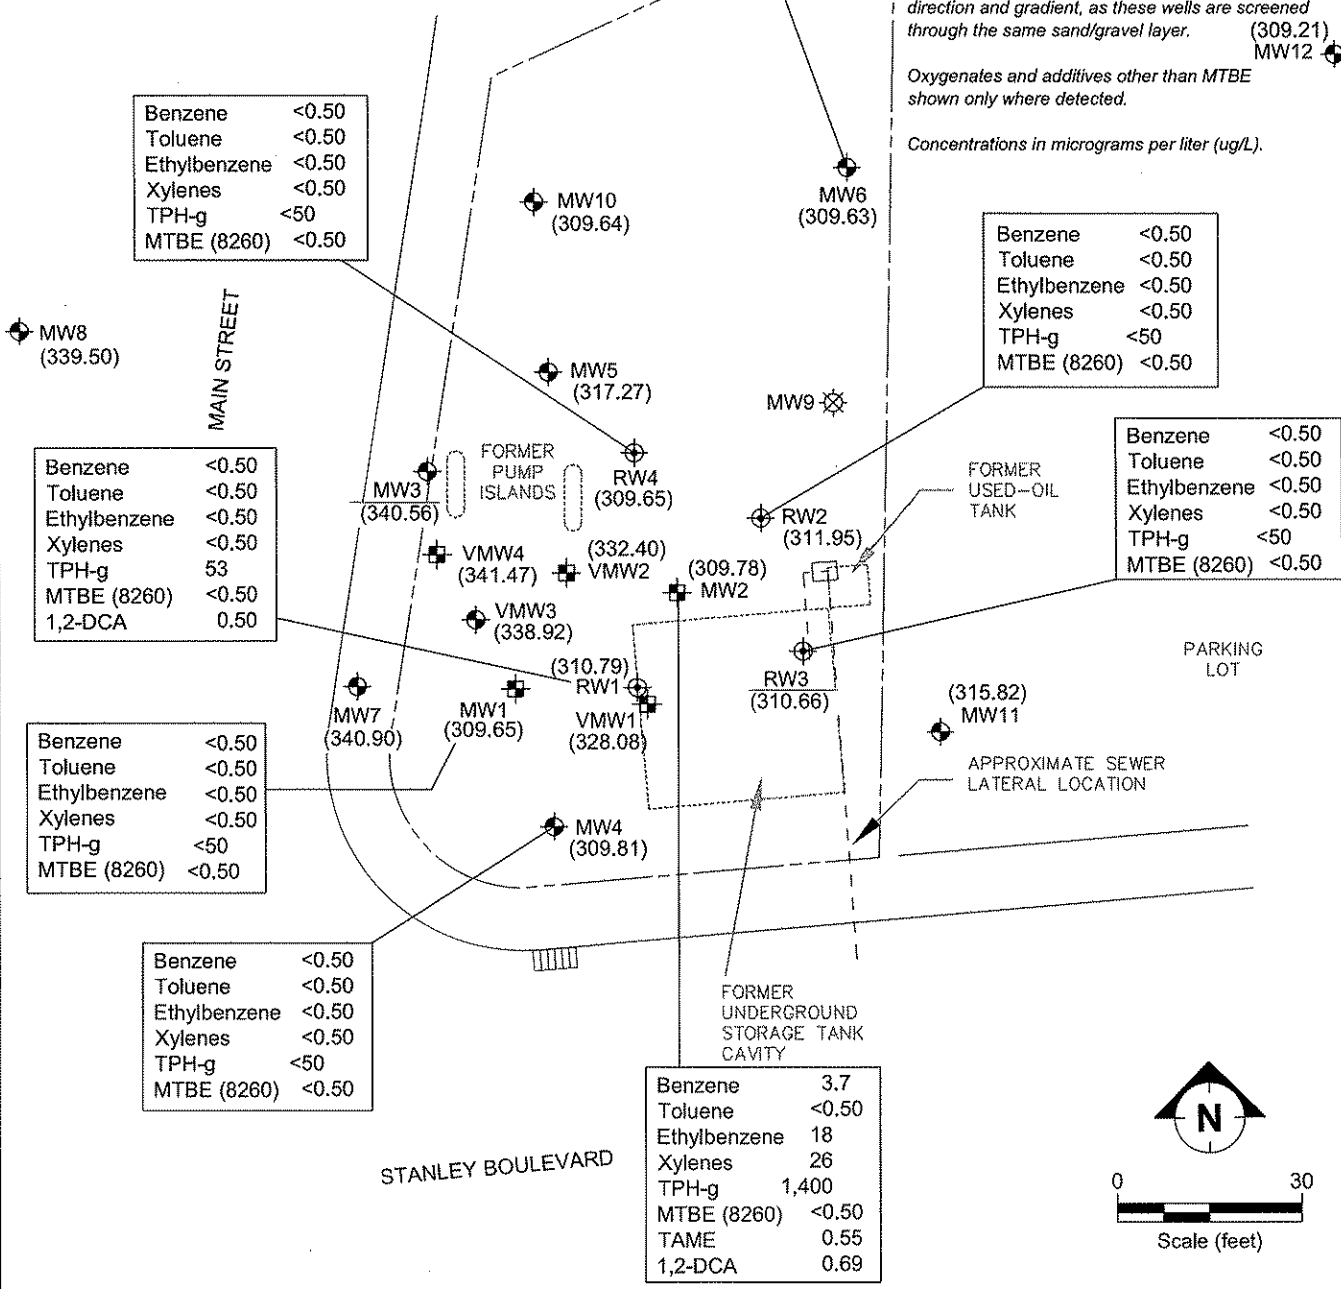 direction and gradient, as these wells are screened
through the same sand/gravel layer.
(309.21)
MW12
Oxygenates and additives other than MTBE
shown only where detected.
Concentrations in micrograms per liter (ug/L).
Benzene <0.50
Toluene <0.50
Ethylbenzene <0.50
Xylenes <0.50
TPH-g <50
MTBE (8260) <0.50
MW10
(309.64)
MW6
(309.63)
Benzene <0.50
Toluene <0.50
Ethylbenzene <0.50
Xylenes <0.50
TPH-g <50
MTBE (8260) <0.50
MW8
(339.50)
MAIN STREET
MW5
(317.27)
MW9
Benzene <0.50
Toluene <0.50
Ethylbenzene <0.50
Xylenes <0.50
TPH-g 53
MTBE (8260) <0.50
1,2-DCA 0.50
MW3
(340.56)
FORMER
PUMP
ISLANDS
RW4
(309.65)
RW2
(311.95)
FORMER
USED-OIL
TANK
Benzene <0.50
Toluene <0.50
Ethylbenzene <0.50
Xylenes <0.50
TPH-g <50
MTBE (8260) <0.50
VMW4
(341.47)
(332.40)
VMW2
(309.78)
MW2
VMW3
(338.92)
(310.79)
RW1
RW3
(310.66)
PARKING
LOT
MW7
(340.90)
MW1
(309.65)
VMW1
(328.08)
(315.82)
MW11
APPROXIMATE SEWER
LATERAL LOCATION
Benzene <0.50
Toluene <0.50
Ethylbenzene <0.50
Xylenes <0.50
TPH-g <50
MTBE (8260) <0.50
MW4
(309.81)
Benzene <0.50
Toluene <0.50
Ethylbenzene <0.50
Xylenes <0.50
TPH-g <50
MTBE (8260) <0.50
FORMER
UNDERGROUND
STORAGE TANK
CAVITY
Benzene 3.7
Toluene <0.50
Ethylbenzene 18
Xylenes 26
TPH-g 1,400
MTBE (8260) <0.50
TAME 0.55
1,2-DCA 0.69
STANLEY BOULEVARD
N
0 30
Scale (feet)